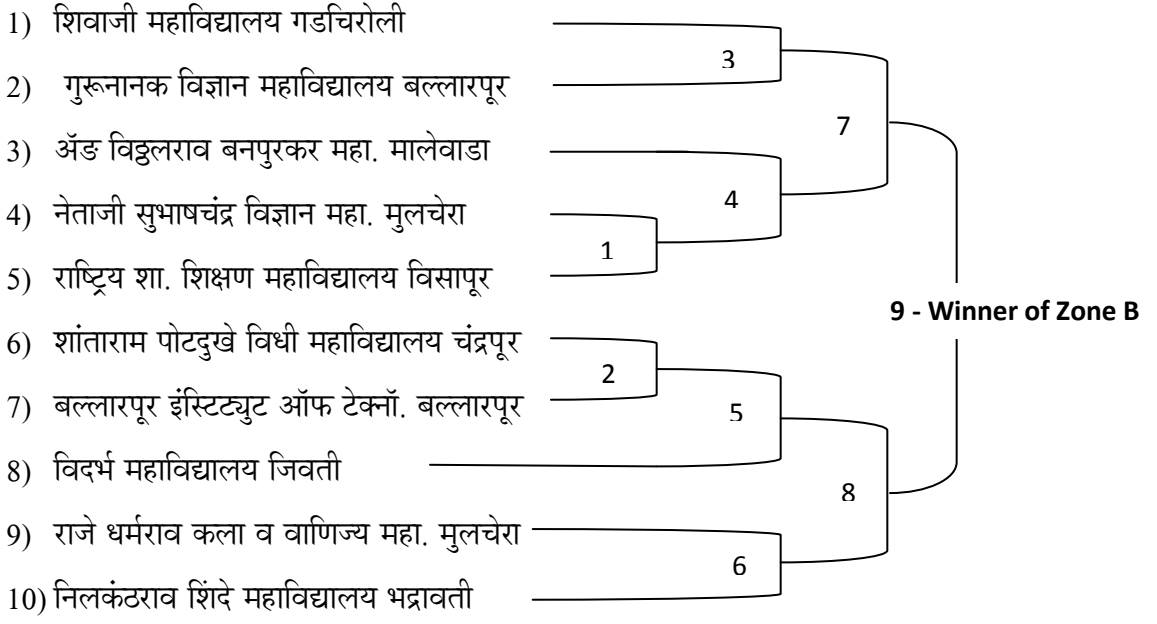 1) शिवाजी महाविद्यालय गडचिरोली
3
2) गुरूनानक विज्ञान महाविद्यालय बल्लारपूर
7
3) ॲङ विठ्ठलराव बनपुरकर महा. मालेवाडा
4
4) नेताजी सुभाषचंद्र विज्ञान महा. मुलचेरा
1
5) राष्ट्रिय शा. शिक्षण महाविद्यालय विसापूर
9 - Winner of Zone B
6) शांताराम पोटदुखे विधी महाविद्यालय चंद्रपूर
2
7) बल्लारपूर इंस्टिट्युट ऑफ टेक्नॉ. बल्लारपूर
5
8) विदर्भ महाविद्यालय जिवती
8
9) राजे धर्मराव कला व वाणिज्य महा. मुलचेरा
6
10) निलकंठराव शिंदे महाविद्यालय भद्रावती